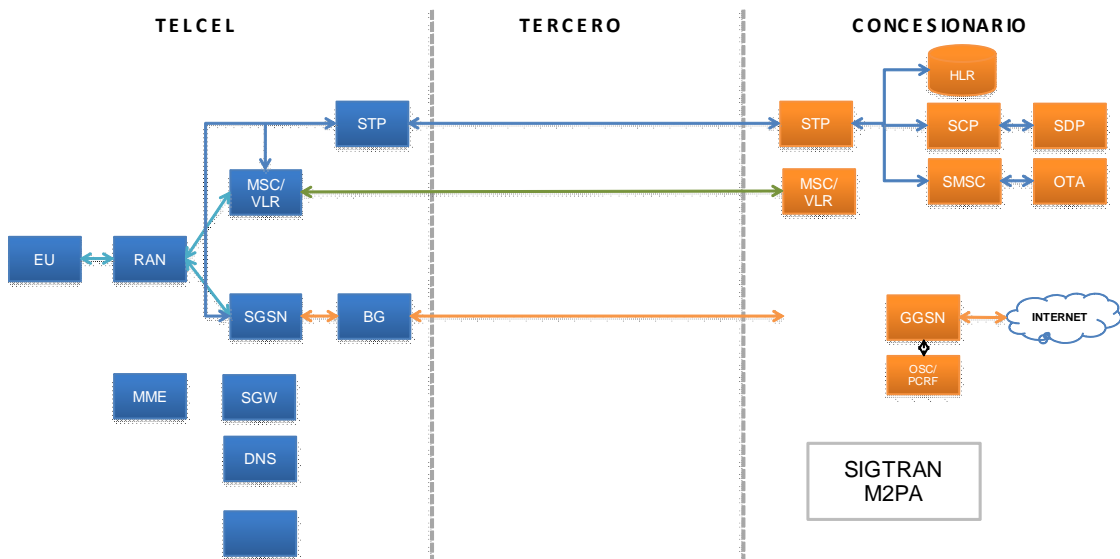 TELCEL
TERCERO
CONCESIONARIO
HLR
STP
STP
SCP
SDP
MSC/
VLR
MSC/
VLR
SMSC
OTA
EU
RAN
SGSN
BG
GGSN
INTERNET
OSC/
PCRF
MME
SGW
DNS
SIGTRAN
M2PA